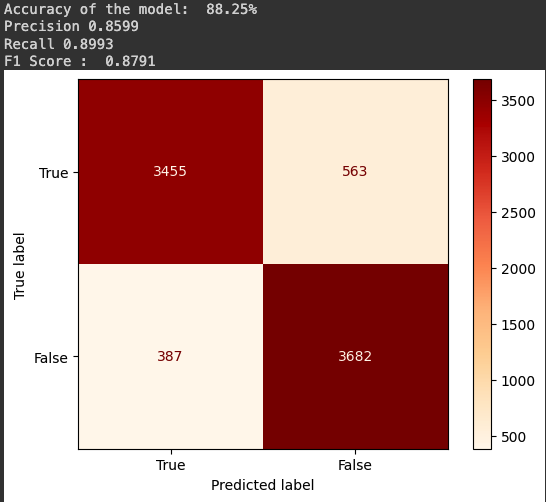 Accuracy of the model:  88.25%
Precision 0.8599
Recall 0.8993
F1 Score :  0.8791
True label
True
3455
563
False
387
3682
True
False
Predicted label
3500
3000
2500
2000
1500
1000
500